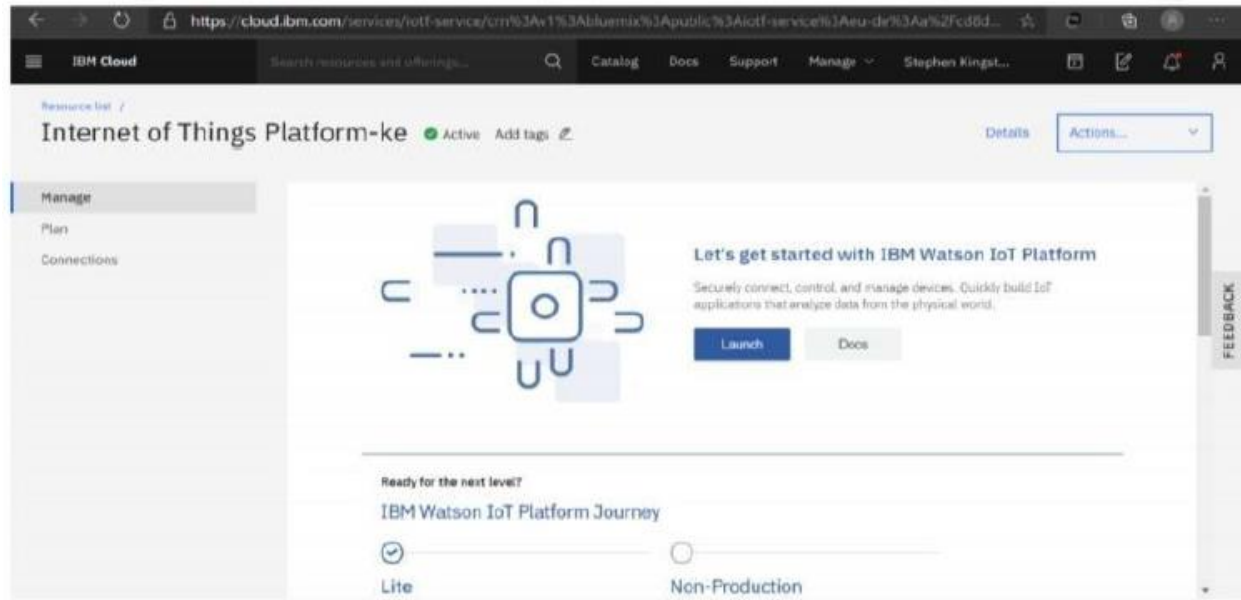 https://cloud.ibm.com/services/iotf-service/crn%3Av1%3Abluemix%3Apublic%3Aiotf-service%3Aeu-de%3Aa%2Fcd8d...
IBM Cloud
Search resources and offerings...
Catalog
Docs
Support
Manage
Stephen Kingst...
Resource list /
Internet of Things Platform-ke
Active
Add tags
Details
Actions...
Manage
Plan
Connections
Let's get started with IBM Watson IoT Platform
Securely connect, control, and manage devices. Quickly build IoT
applications that analyze data from the physical world.
Launch
Docs
FEEDBACK
Ready for the next level?
IBM Watson IoT Platform Journey
Lite
Non-Production